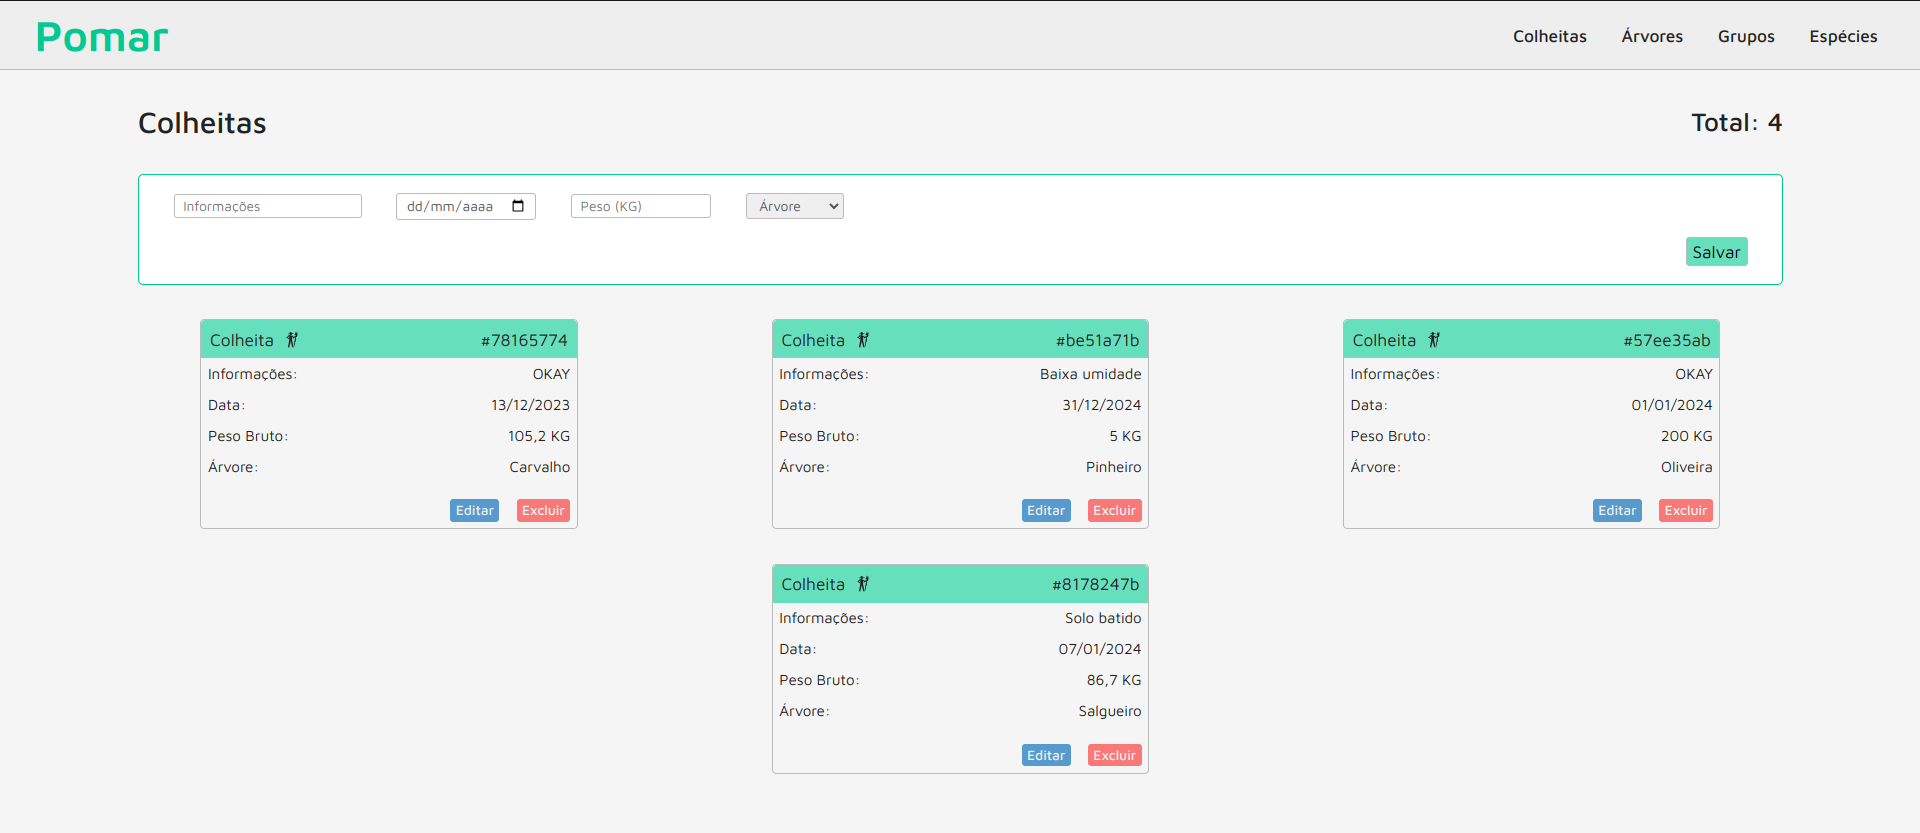 Pomar
Colheitas Árvores Grupos Espécies
Colheitas
Total: 4
Informações dd/mm/aaaa Peso (KG) Árvore
Salvar
Colheita #78165774
Informações: OKAY
Data: 13/12/2023
Peso Bruto: 105,2 KG
Árvore: Carvalho
Editar Excluir
Colheita #be51a71b
Informações: Baixa umidade
Data: 31/12/2024
Peso Bruto: 5 KG
Árvore: Pinheiro
Editar Excluir
Colheita #57ee35ab
Informações: OKAY
Data: 01/01/2024
Peso Bruto: 200 KG
Árvore: Oliveira
Editar Excluir
Colheita #8178247b
Informações: Solo batido
Data: 07/01/2024
Peso Bruto: 86,7 KG
Árvore: Salgueiro
Editar Excluir